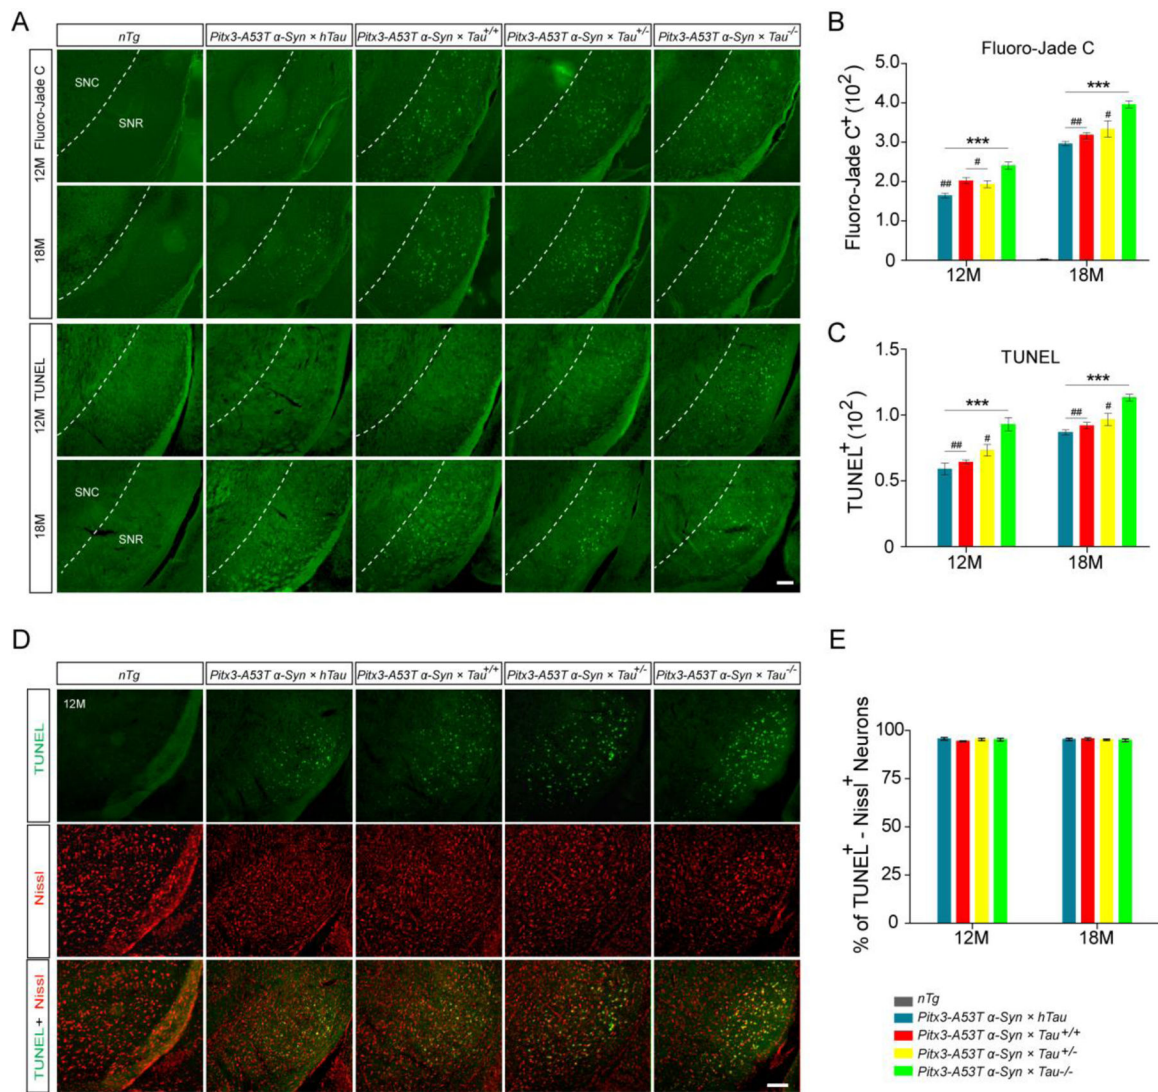 A
nTg
Pitx3-A53T α-Syn × hTau
Pitx3-A53T α-Syn × Tau+/+
Pitx3-A53T α-Syn × Tau+/-
Pitx3-A53T α-Syn × Tau-/-
12M Fluoro-Jade C
SNC
SNR
18M
12M TUNEL
18M
SNC
SNR
B
Fluoro-Jade C
Fluoro-Jade C+ (102)
4.0
3.0
2.0
1.0
0
***
##
#
***
##
#
12M
18M
C
TUNEL
TUNEL+ (102)
1.5
1.0
0.5
0
***
##
#
***
##
#
12M
18M
D
nTg
Pitx3-A53T α-Syn × hTau
Pitx3-A53T α-Syn × Tau+/+
Pitx3-A53T α-Syn × Tau+/-
Pitx3-A53T α-Syn × Tau-/-
TUNEL
12M
Nissl
TUNEL+ Nissl
E
% of TUNEL+ - Nissl+ Neurons
100
75
50
25
0
12M
18M
nTg
Pitx3-A53T α-Syn × hTau
Pitx3-A53T α-Syn × Tau+/+
Pitx3-A53T α-Syn × Tau+/-
Pitx3-A53T α-Syn × Tau-/-